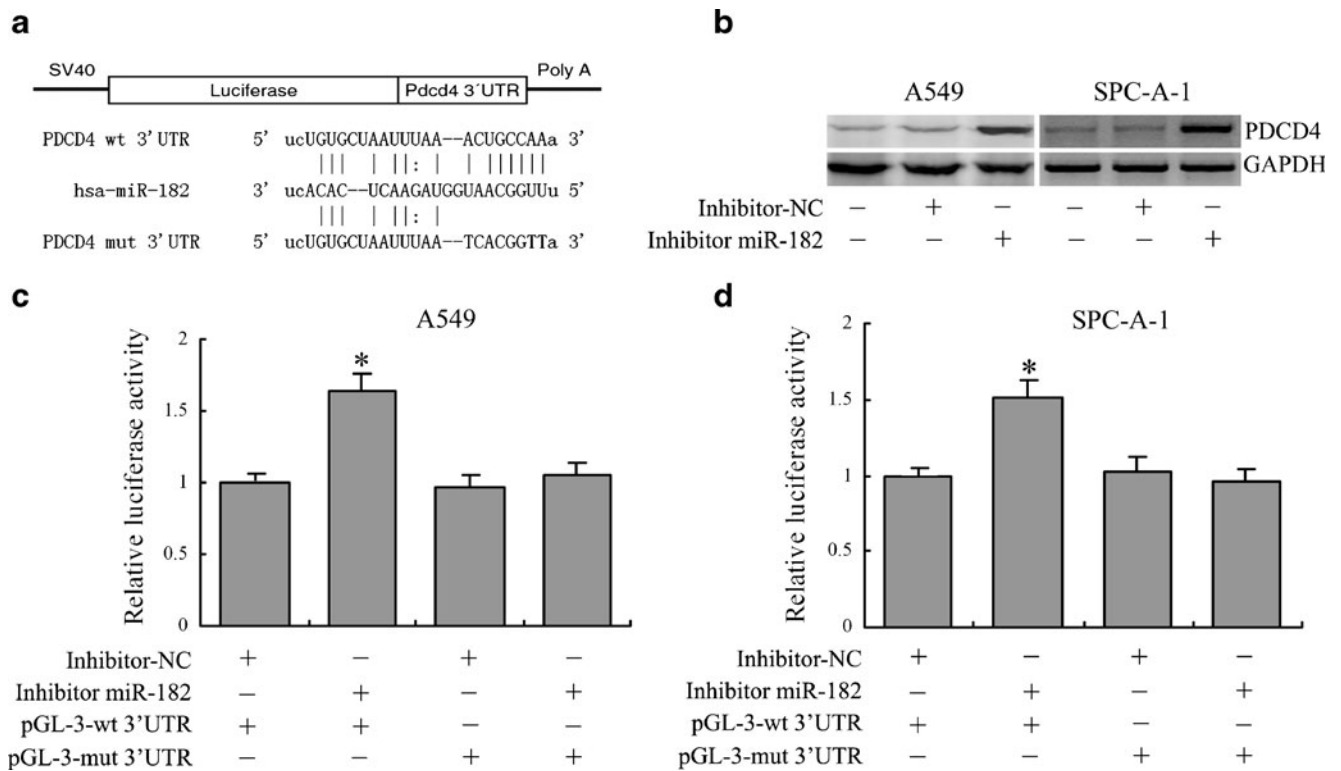 a
SV40 Poly A
Luciferase Pdcd4 3´UTR
PDCD4 wt 3’UTR 5’ ucUGUGCUAAUUUAA--ACUGCCAAa 3’
hsa-miR-182 3’ ucACAC--UCAAGAUGGUAACGGUUu 5’
PDCD4 mut 3’UTR 5’ ucUGUGCUAAUUUAA--TCACGGTTa 3’
b
A549 SPC-A-1
PDCD4
GAPDH
Inhibitor-NC − + − − + −
Inhibitor miR-182 − − + − − +
c
A549
Relative luciferase activity
2
1.5
1
0.5
0
*
Inhibitor-NC + − + −
Inhibitor miR-182 − + − +
pGL-3-wt 3’UTR + + − −
pGL-3-mut 3’UTR − − + +
d
SPC-A-1
Relative luciferase activity
2
1.5
1
0.5
0
*
Inhibitor-NC + − + −
Inhibitor miR-182 − + − +
pGL-3-wt 3’UTR + + − −
pGL-3-mut 3’UTR − − + +